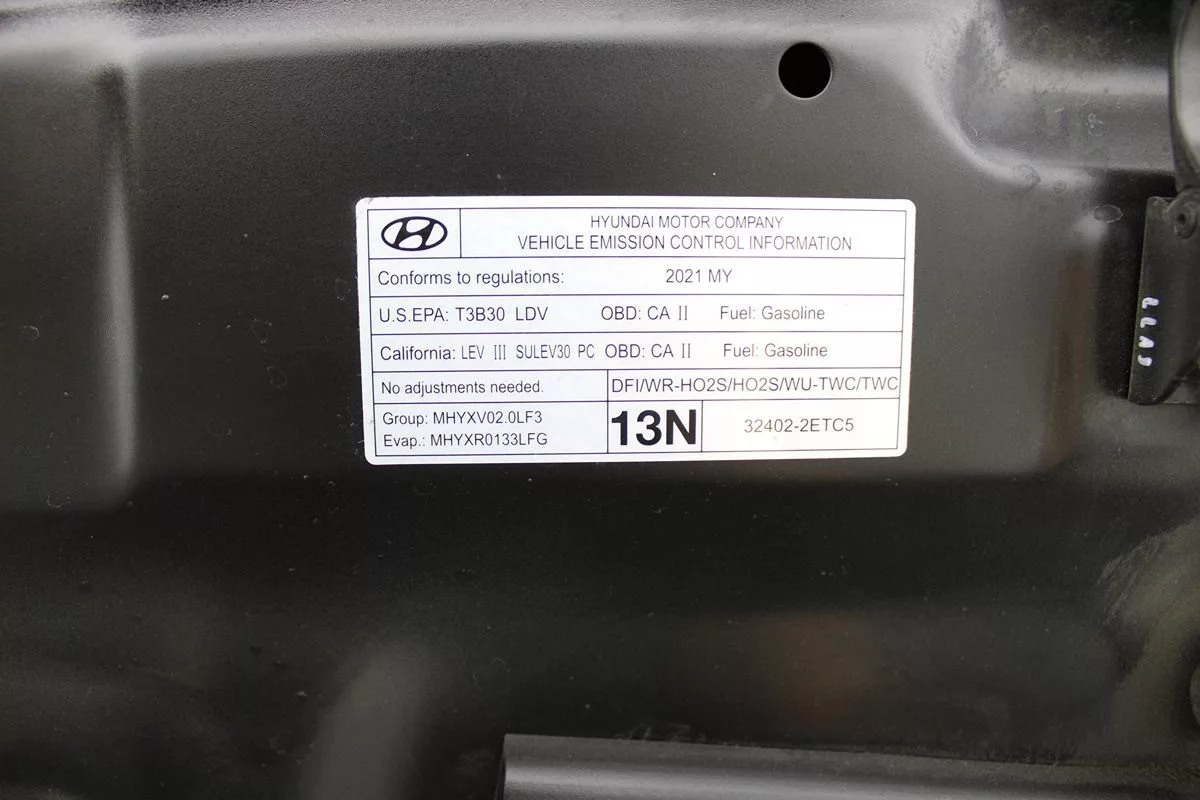 HYUNDAI MOTOR COMPANY
VEHICLE EMISSION CONTROL INFORMATION
Conforms to regulations: 2021 MY
U.S.EPA: T3B30 LDV OBD: CA II Fuel: Gasoline
California: LEV III SULEV30 PC OBD: CA II Fuel: Gasoline
No adjustments needed. DFI/WR-HO2S/HO2S/WU-TWC/TWC
Group: MHYXV02.0LF3
Evap.: MHYXR0133LFG
13N
32402-2ETC5